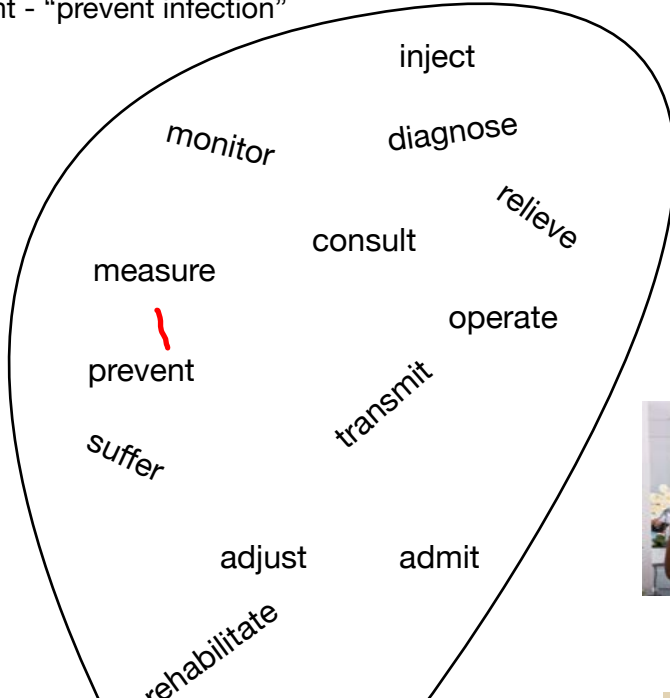 nt - “prevent infection”
inject
monitor
diagnose
relieve
consult
measure
operate
prevent
transmit
suffer
adjust
admit
rehabilitate